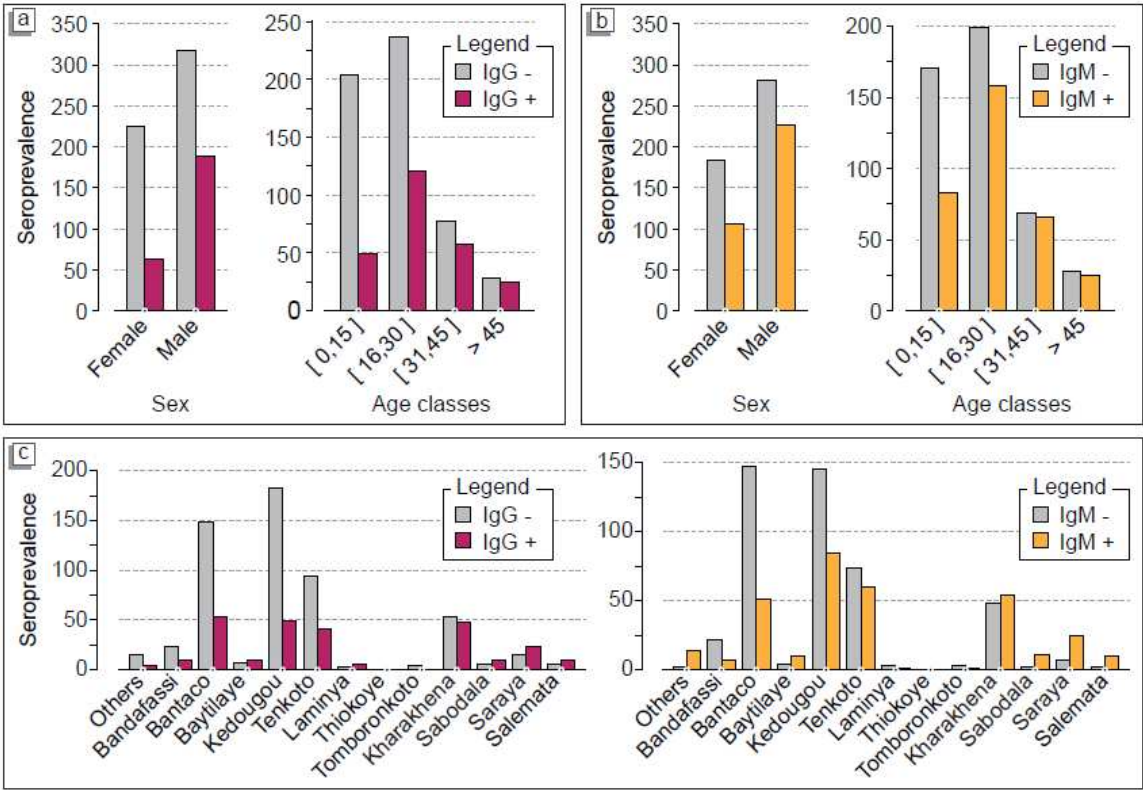 a
Seroprevalence
350
300
250
200
150
100
50
0
Female
Male
Sex
250
200
150
100
50
0
[ 0,15 ]
[ 16,30 ]
[ 31,45 ]
> 45
Age classes
Legend
IgG -
IgG +
b
Seroprevalence
350
300
250
200
150
100
50
0
Female
Male
Sex
200
150
100
50
0
[ 0,15 ]
[ 16,30 ]
[ 31,45 ]
> 45
Age classes
Legend
IgM -
IgM +
c
Seroprevalence
200
150
100
50
0
Others
Bandafassi
Bantaco
Baytilaye
Kedougou
Tenkoto
Laminya
Thiokoye
Tomboronkoto
Kharakhena
Sabodala
Saraya
Salemata
Legend
IgG -
IgG +
150
100
50
0
Others
Bandafassi
Bantaco
Baytilaye
Kedougou
Tenkoto
Laminya
Thiokoye
Tomboronkoto
Kharakhena
Sabodala
Saraya
Salemata
Legend
IgM -
IgM +